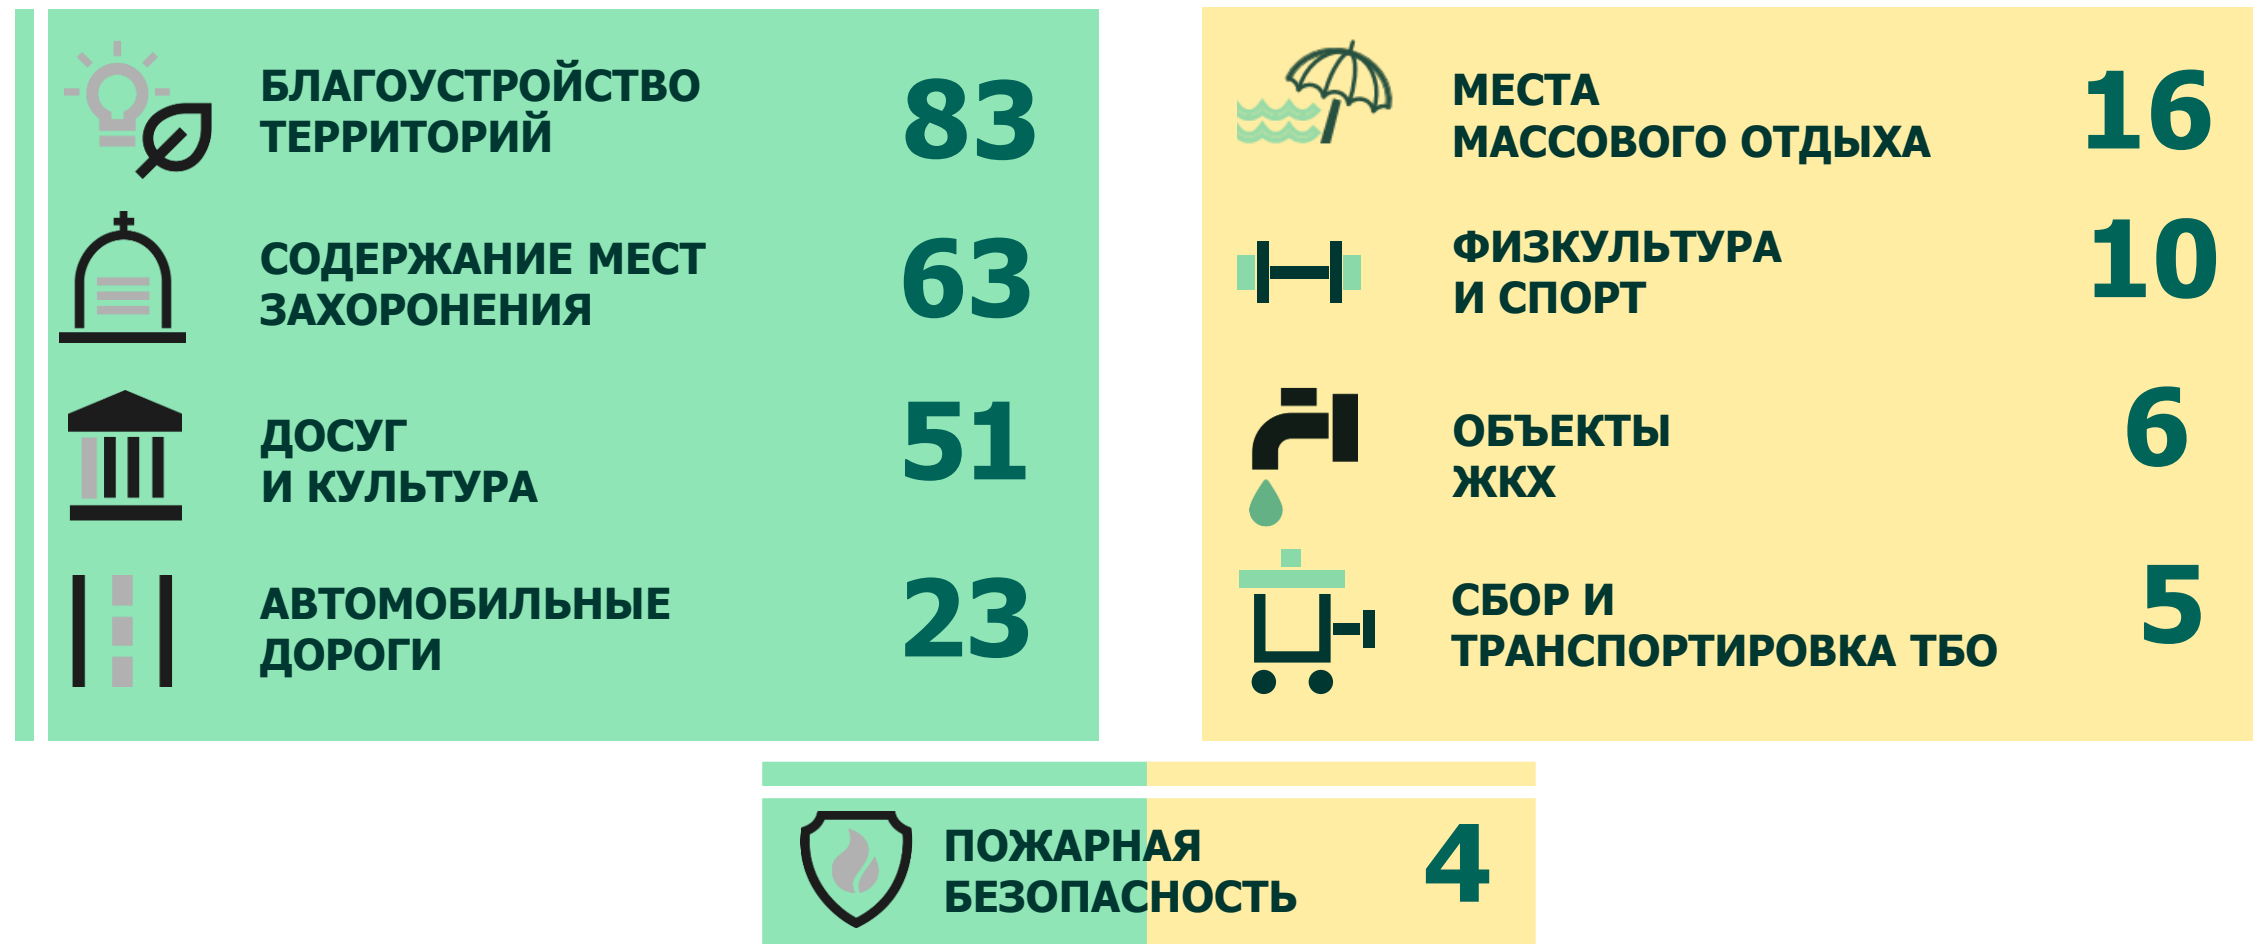 БЛАГОУСТРОЙСТВО
ТЕРРИТОРИЙ
83
СОДЕРЖАНИЕ МЕСТ
ЗАХОРОНЕНИЯ
63
ДОСУГ
И КУЛЬТУРА
51
АВТОМОБИЛЬНЫЕ
ДОРОГИ
23
МЕСТА
МАССОВОГО ОТДЫХА
16
ФИЗКУЛЬТУРА
И СПОРТ
10
ОБЪЕКТЫ
ЖКХ
6
СБОР И
ТРАНСПОРТИРОВКА ТБО
5
ПОЖАРНАЯ
БЕЗОПАСНОСТЬ
4